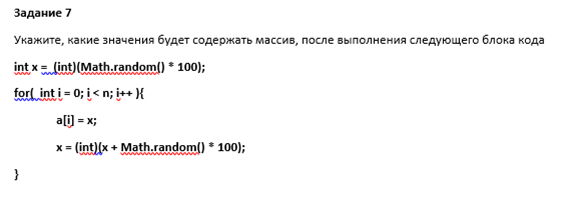 Задание 7
Укажите, какие значения будет содержать массив, после выполнения следующего блока кода
int x = (int)(Math.random() * 100);
for( int i = 0; i < n; i++ ){
a[i] = x;
x = (int)(x + Math.random() * 100);
}